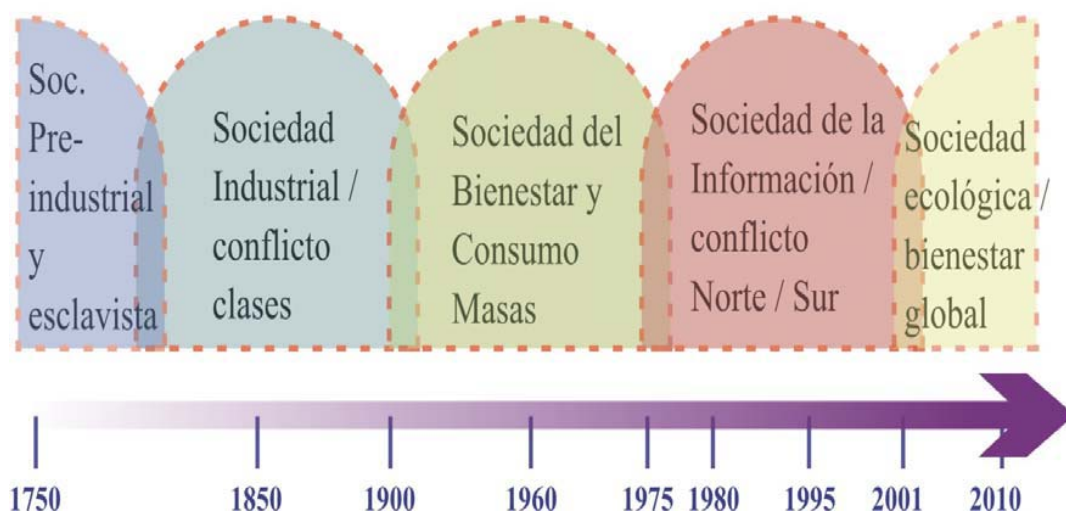 Soc.
Pre-
industrial
y
esclavista
Sociedad
Industrial /
conflicto
clases
Sociedad del
Bienestar y
Consumo
Masas
Sociedad de la
Información /
conflicto
Norte / Sur
Sociedad
ecológica /
bienestar
global
1750 1850 1900 1960 1975 1980 1995 2001 2010